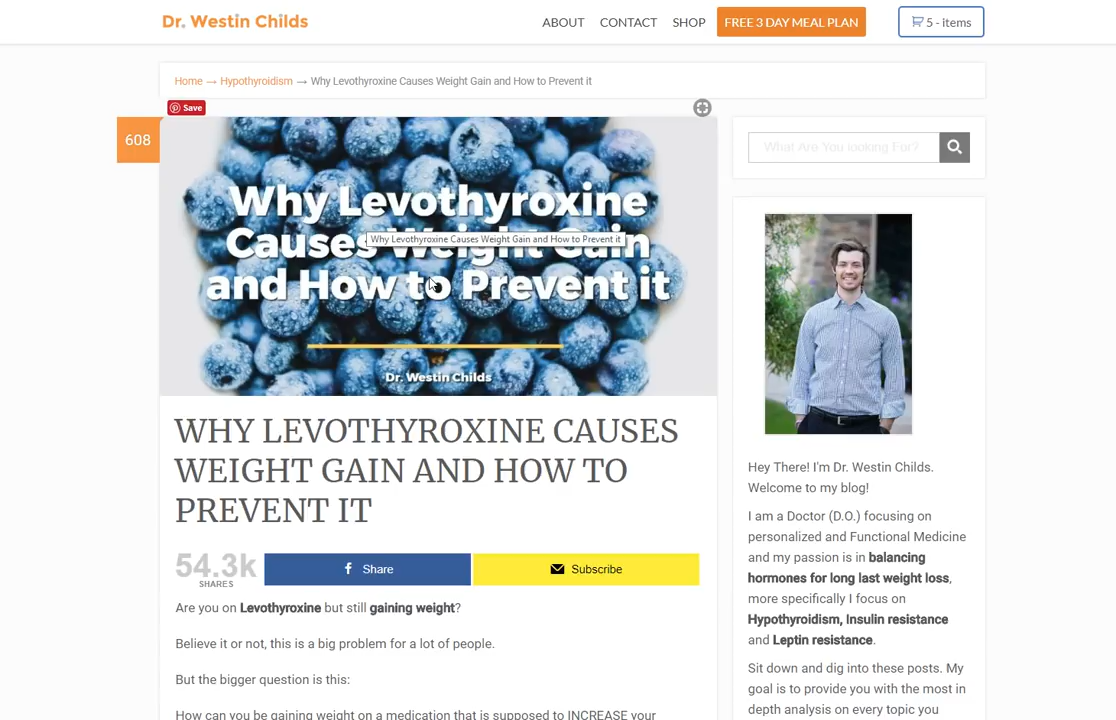 Dr. Westin Childs
ABOUT
CONTACT
SHOP
FREE 3 DAY MEAL PLAN
5 - items
Home → Hypothyroidism → Why Levothyroxine Causes Weight Gain and How to Prevent it
Save
608
Why Levothyroxine
Causes Weight Gain
and How to Prevent it
Why Levothyroxine Causes Weight Gain and How to Prevent it
Dr. Westin Childs
WHY LEVOTHYROXINE CAUSES
WEIGHT GAIN AND HOW TO
PREVENT IT
54.3k
SHARES
Share
Subscribe
Are you on Levothyroxine but still gaining weight?
Believe it or not, this is a big problem for a lot of people.
But the bigger question is this:
How can you be gaining weight on a medication that is supposed to INCREASE your
What Are You looking For?
Hey There! I'm Dr. Westin Childs.
Welcome to my blog!
I am a Doctor (D.O.) focusing on
personalized and Functional Medicine
and my passion is in balancing
hormones for long last weight loss,
more specifically I focus on
Hypothyroidism, Insulin resistance
and Leptin resistance.
Sit down and dig into these posts. My
goal is to provide you with the most in
depth analysis on every topic you